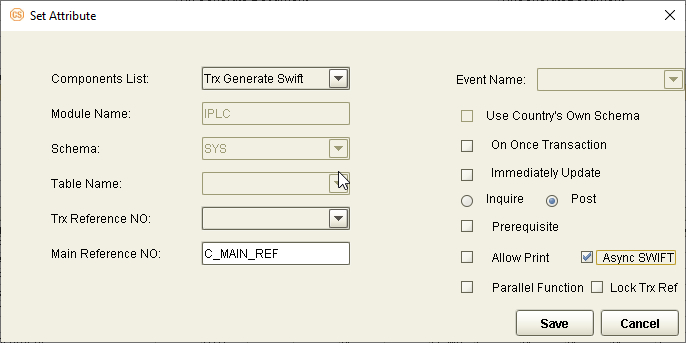 CS Set Attribute
Components List: Trx Generate Swift Event Name:
Module Name: IPLC Use Country's Own Schema
Schema: SYS On Once Transaction
Immediately Update
Table Name:
Inquire Post
Trx Reference NO: Prerequisite
Main Reference NO: C_MAIN_REF Allow Print Async SWIFT
Parallel Function Lock Trx Ref
Save Cancel